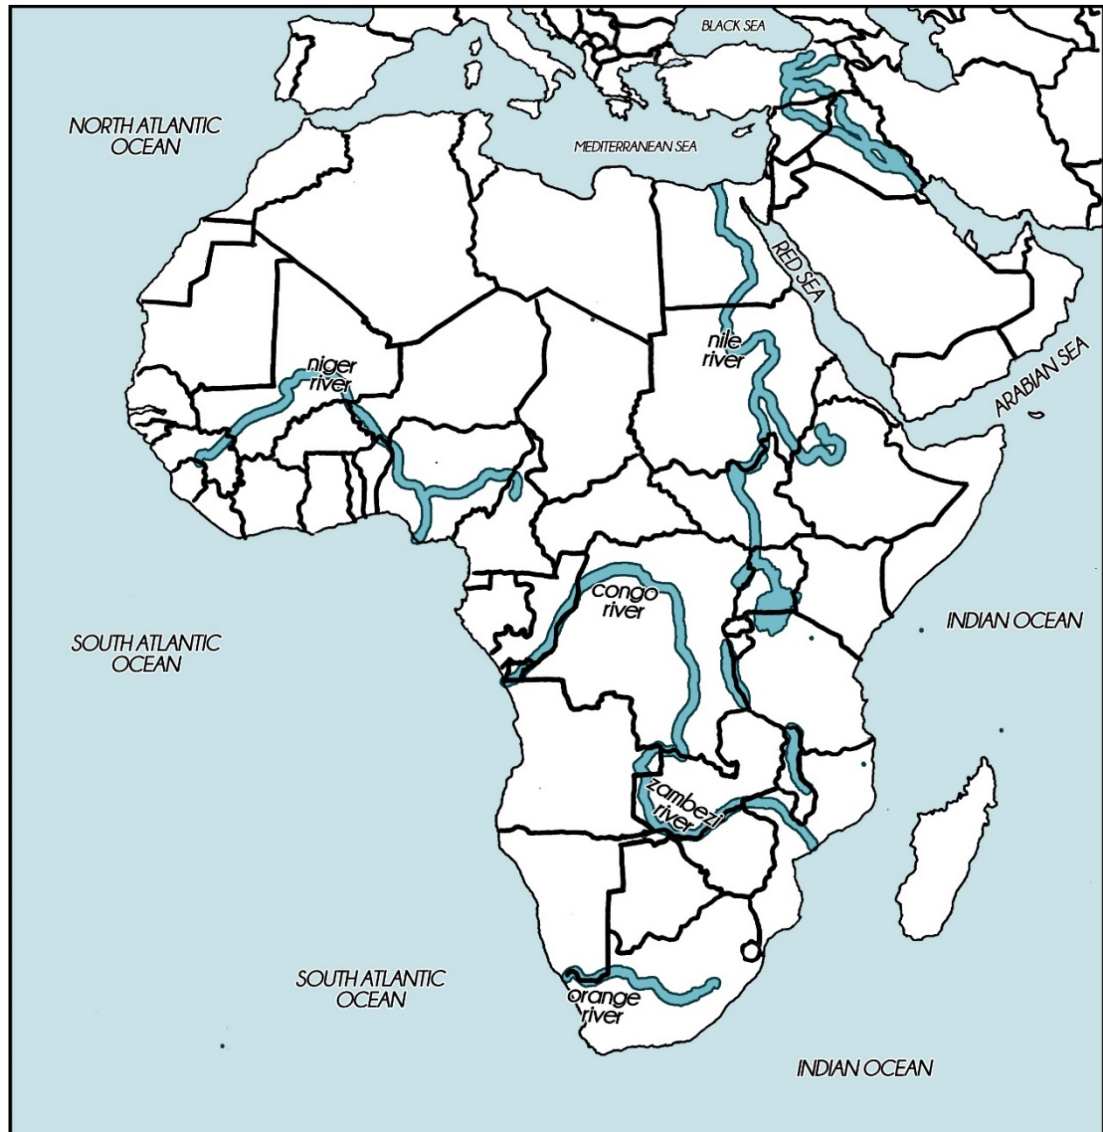 BLACK SEA
NORTH ATLANTIC
OCEAN
MEDITERRANEAN SEA
RED SEA
niger
river
nile
river
ARABIAN SEA
congo
river
INDIAN OCEAN
SOUTH ATLANTIC
OCEAN
zambezi
river
SOUTH ATLANTIC
OCEAN
orange
river
INDIAN OCEAN